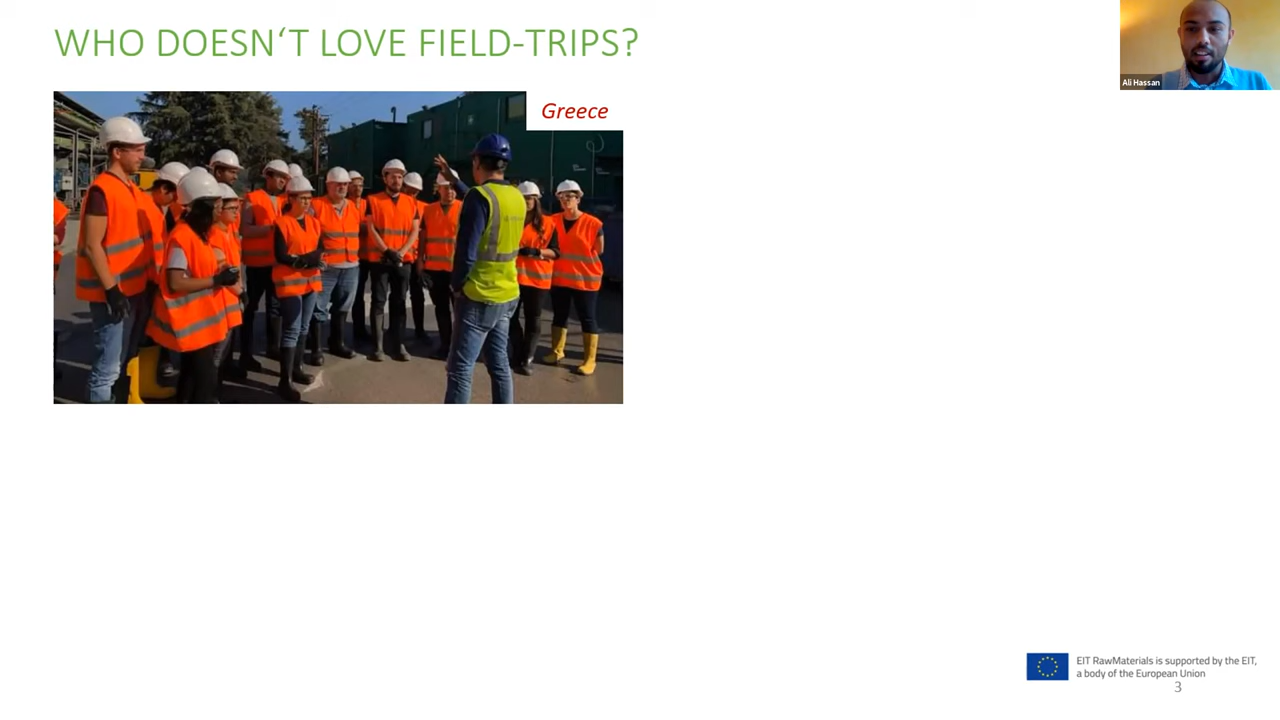 WHO DOESN‘T LOVE FIELD-TRIPS?
Ali Hassan
Greece
EIT RawMaterials is supported by the EIT,
a body of the European Union
3